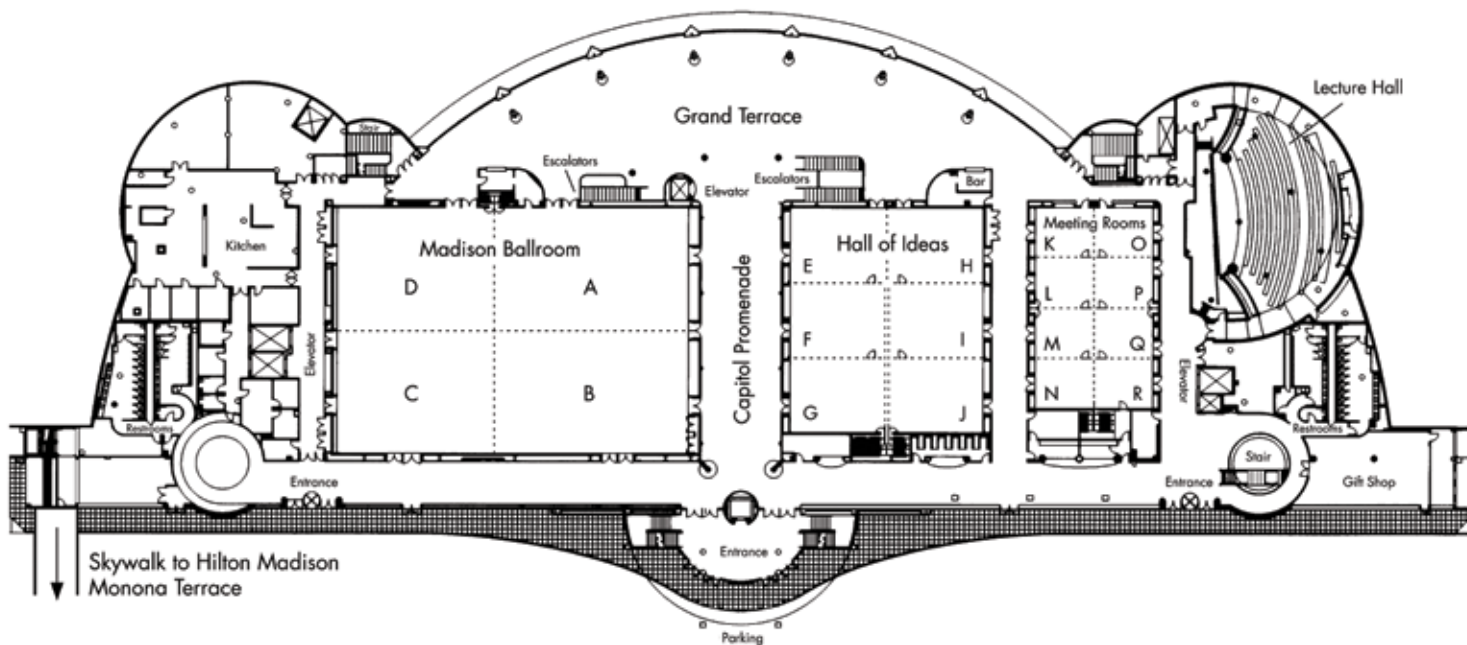 Lecture Hall
Grand Terrace
Stair
Escalators
Elevator
Escalators
Bar
Kitchen
Madison Ballroom
Hall of Ideas
Meeting Rooms
K O
E H
D A
L P
Elevator
Capitol Promenade
F I
M Q
Elevator
C B
G J
N R
Restrooms
Restrooms
Stair
Entrance
Entrance
Gift Shop
Entrance
Skywalk to Hilton Madison
Monona Terrace
Parking